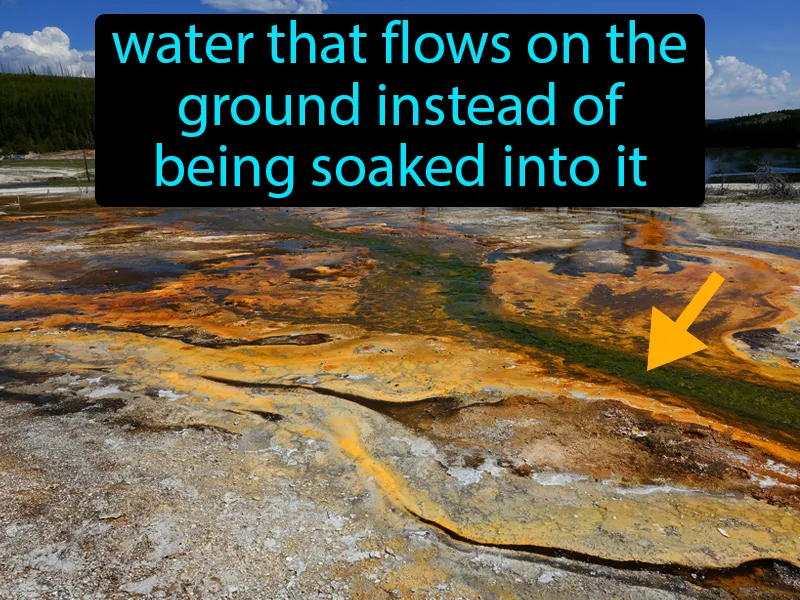 water that flows on the
ground instead of
being soaked into it